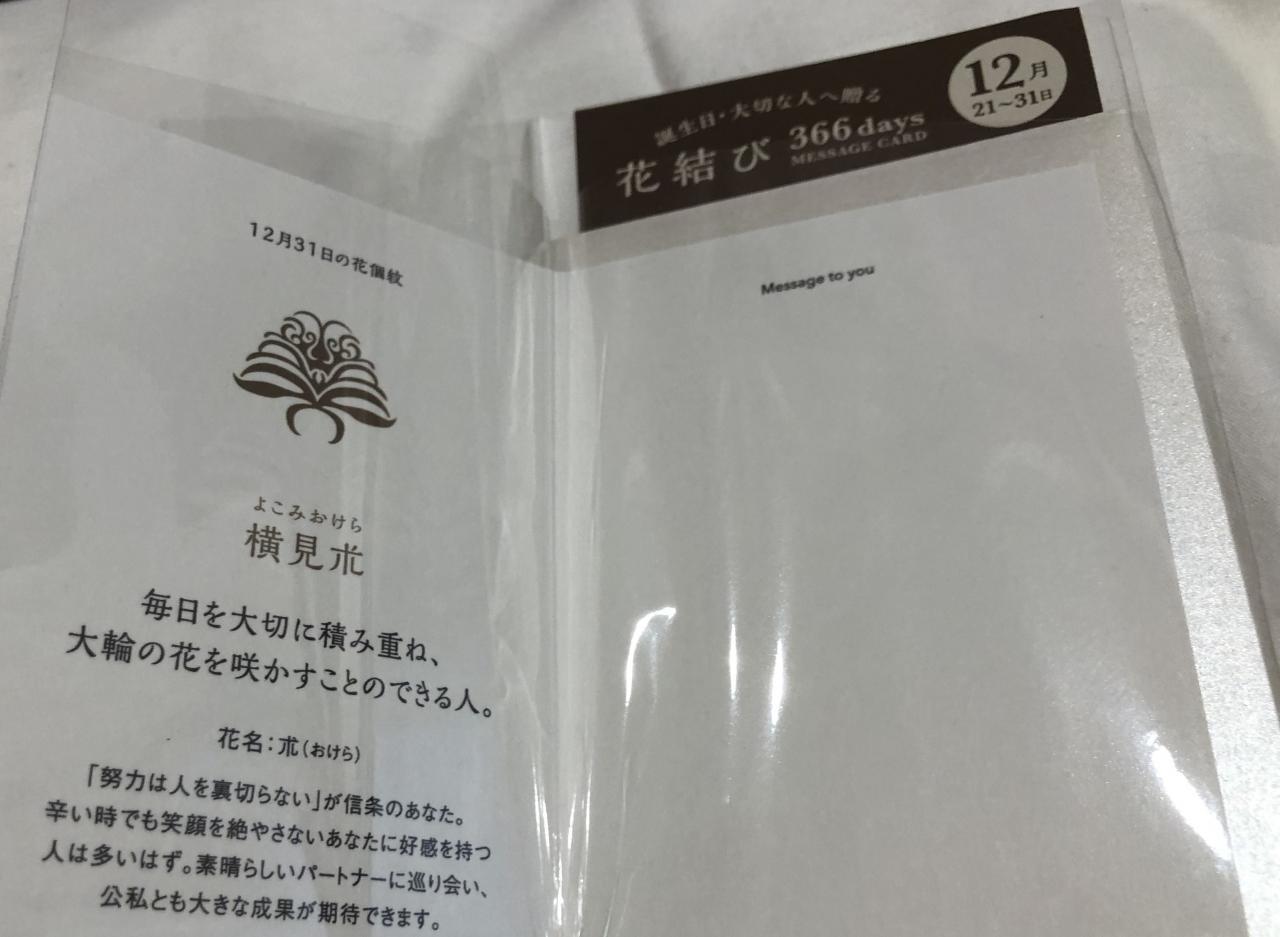 誕生日・大切な人へ贈る
花結び 366days
MESSAGE CARD
12月
21~31日
12月31日の花個紋
よこみおけら
横見朮
毎日を大切に積み重ね、
大輪の花を咲かすことのできる人。
花名:朮(おけら)
「努力は人を裏切らない」が信条のあなた。
辛い時でも笑顔を絶やさないあなたに好感を持つ
人は多いはず。素晴らしいパートナーに巡り会い、
公私とも大きな成果が期待できます。
Message to you